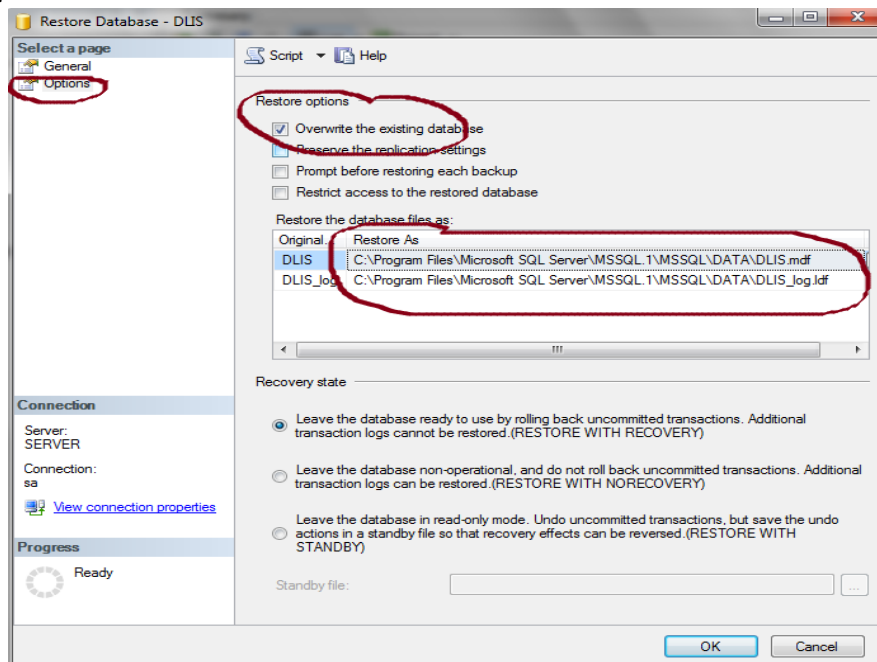 Restore Database - DLIS
Select a page
General
Options
Script
Help
Restore options
Overwrite the existing database
Preserve the replication settings
Prompt before restoring each backup
Restrict access to the restored database
Restore the database files as:
Original... Restore As
DLIS C:\Program Files\Microsoft SQL Server\MSSQL.1\MSSQL\DATA\DLIS.mdf
DLIS_log C:\Program Files\Microsoft SQL Server\MSSQL.1\MSSQL\DATA\DLIS_log.ldf
Recovery state
Leave the database ready to use by rolling back uncommitted transactions. Additional
transaction logs cannot be restored.(RESTORE WITH RECOVERY)
Leave the database non-operational, and do not roll back uncommitted transactions. Additional
transaction logs can be restored.(RESTORE WITH NORECOVERY)
Leave the database in read-only mode. Undo uncommitted transactions, but save the undo
actions in a standby file so that recovery effects can be reversed.(RESTORE WITH
STANDBY)
Standby file:
...
Connection
Server:
SERVER
Connection:
sa
View connection properties
Progress
Ready
OK
Cancel